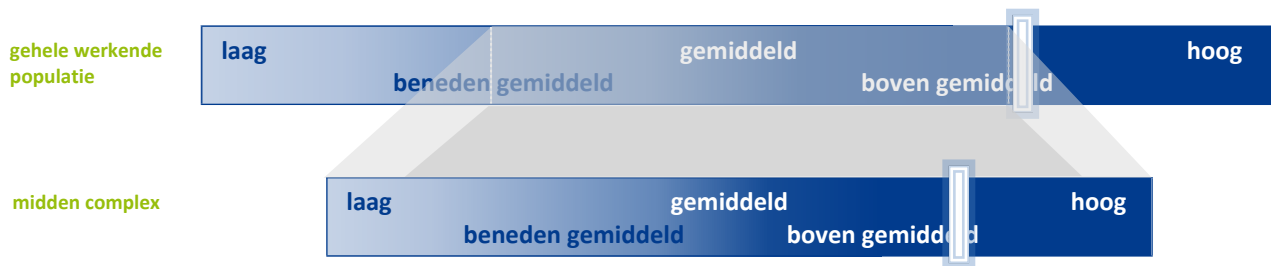 gehele werkende
populatie
laag
gemiddeld
hoog
beneden gemiddeld
boven gemiddeld
midden complex
laag
gemiddeld
hoog
beneden gemiddeld
boven gemiddeld